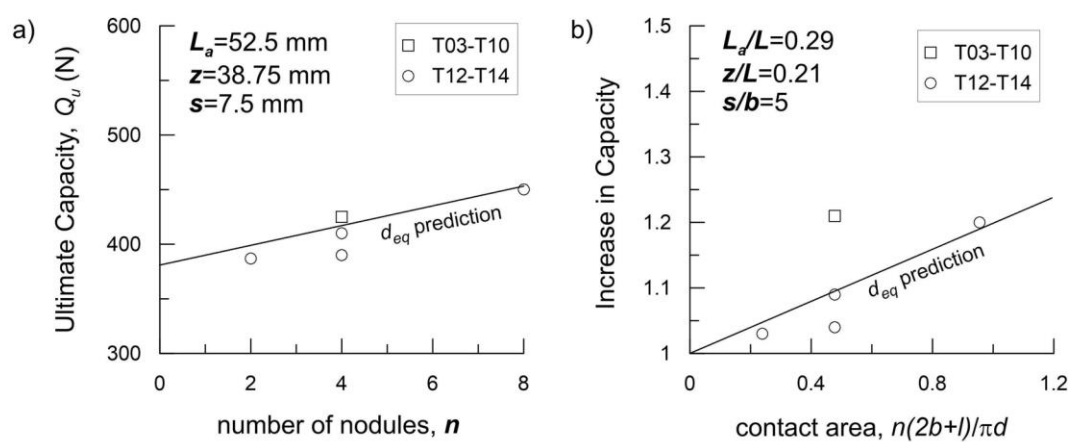 a)
600
500
400
300
Ultimate Capacity, Qᵤ (N)
Lₐ=52.5 mm
z=38.75 mm
s=7.5 mm
T03-T10
T12-T14
d_eq prediction
0 2 4 6 8
number of nodules, n
b)
1.5
1.4
1.3
1.2
1.1
1
Increase in Capacity
Lₐ/L=0.29
z/L=0.21
s/b=5
T03-T10
T12-T14
d_eq prediction
0 0.4 0.8 1.2
contact area, n(2b+l)/πd